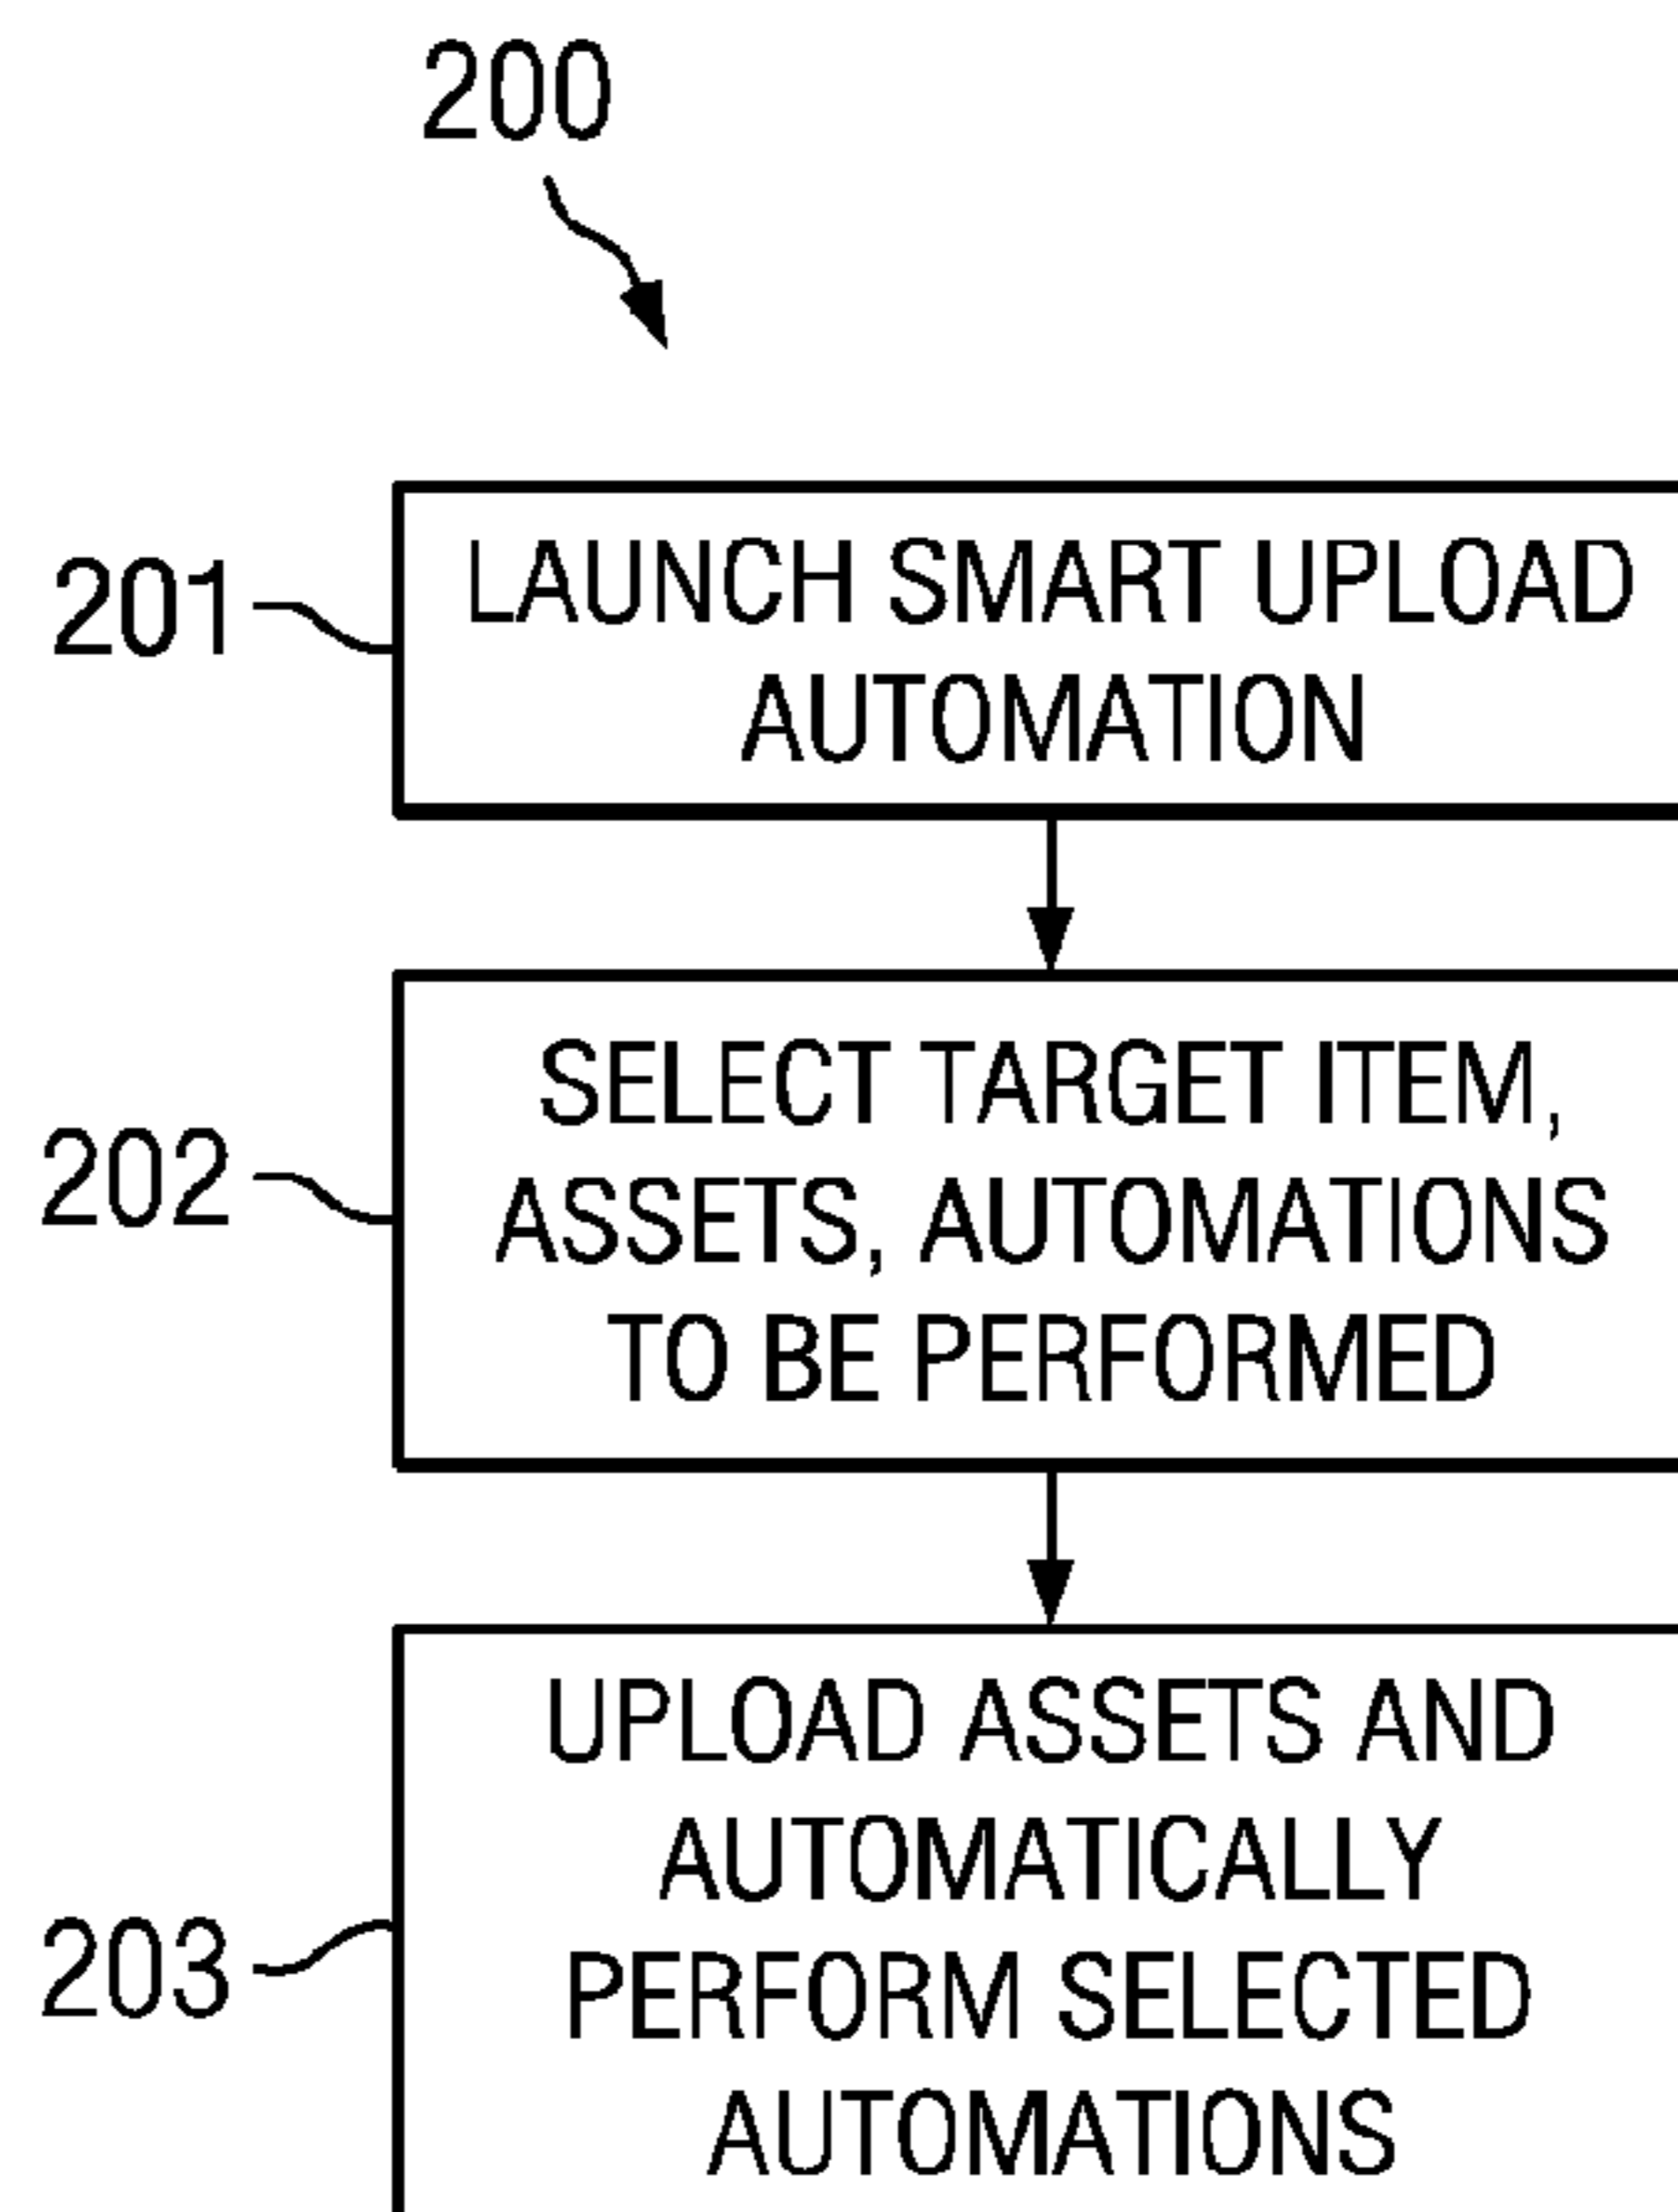 200
201
LAUNCH SMART UPLOAD
AUTOMATION
202
SELECT TARGET ITEM,
ASSETS, AUTOMATIONS
TO BE PERFORMED
203
UPLOAD ASSETS AND
AUTOMATICALLY
PERFORM SELECTED
AUTOMATIONS